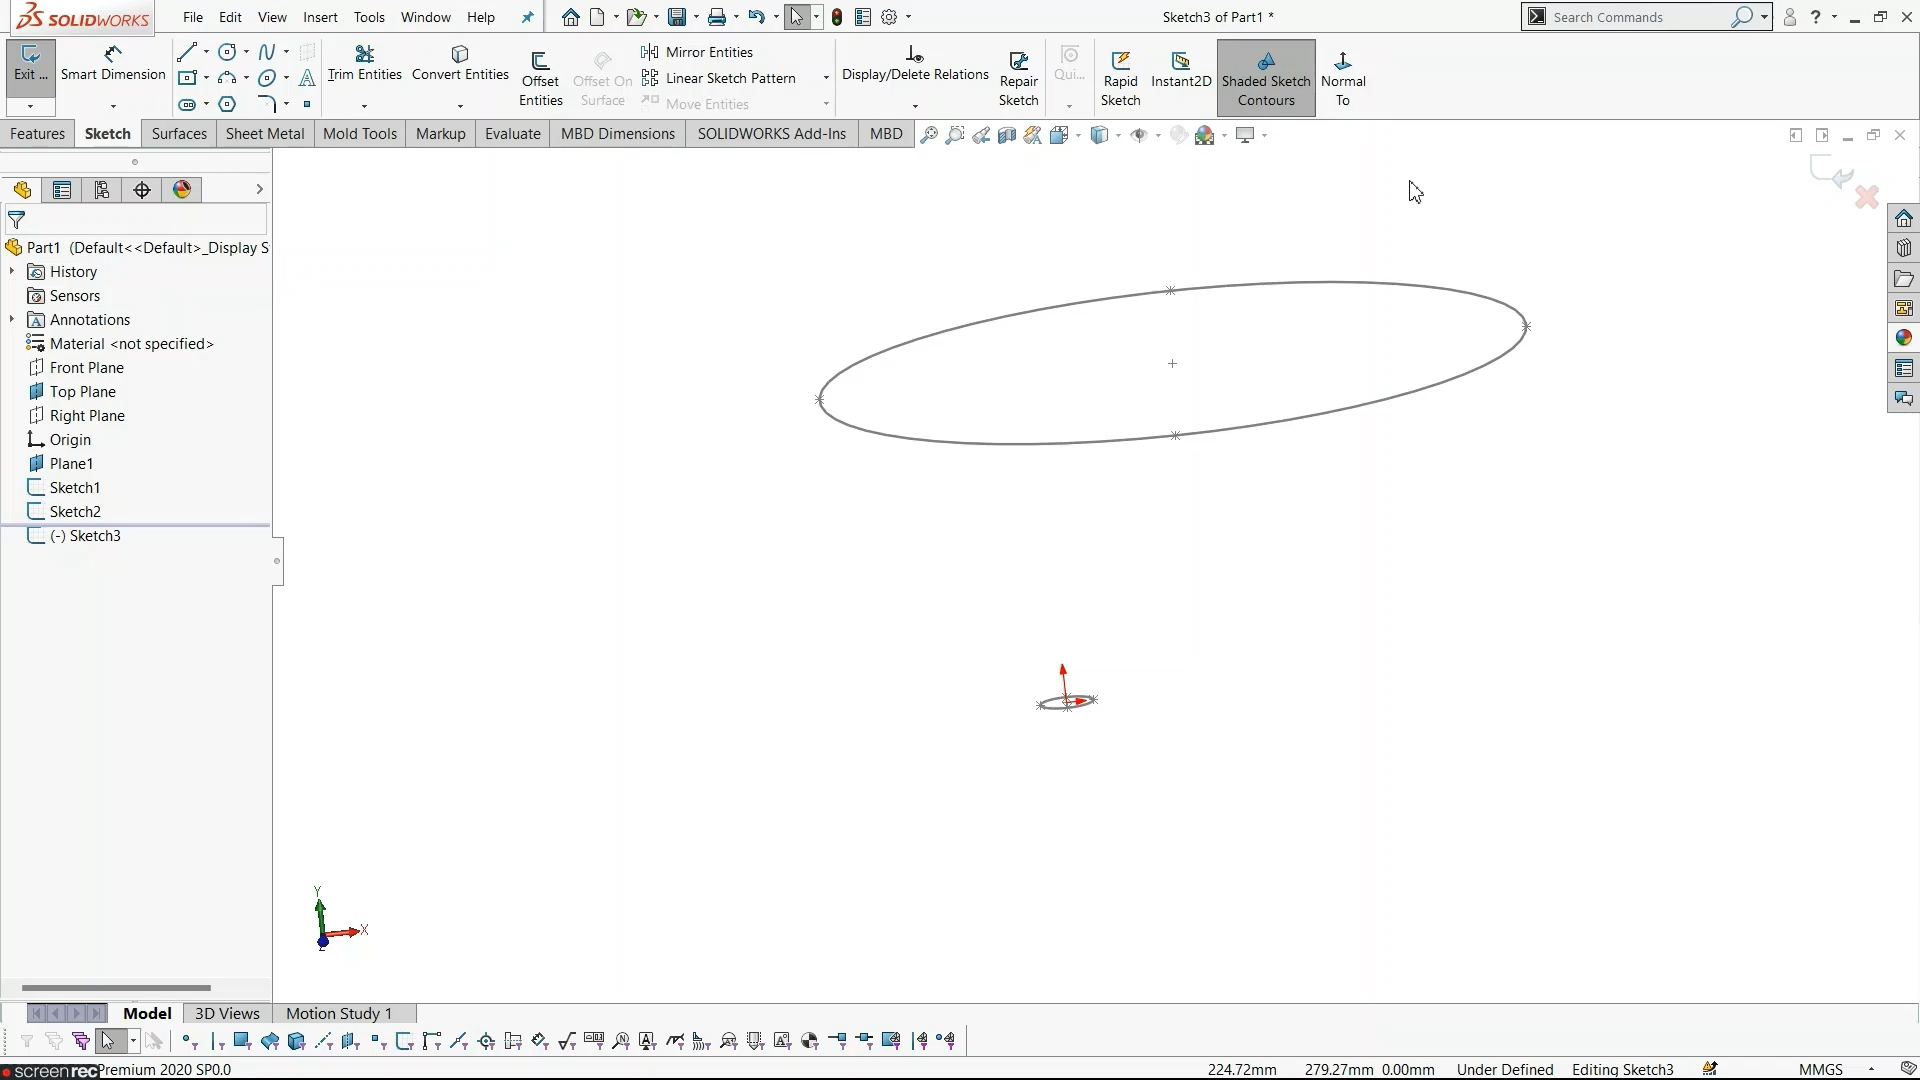 SOLIDWORKS
File Edit View Insert Tools Window Help
Sketch3 of Part1 *
Search Commands
Exit ...
Smart Dimension
Trim Entities
Convert Entities
Offset Entities
Offset On Surface
Mirror Entities
Linear Sketch Pattern
Move Entities
Display/Delete Relations
Repair Sketch
Qui...
Rapid Sketch
Instant2D
Shaded Sketch Contours
Normal To
Features Sketch Surfaces Sheet Metal Mold Tools Markup Evaluate MBD Dimensions SOLIDWORKS Add-Ins MBD
Part1 (Default<<Default>_Display S
History
Sensors
Annotations
Material <not specified>
Front Plane
Top Plane
Right Plane
Origin
Plane1
Sketch1
Sketch2
(-) Sketch3
Y
X
Z
Model 3D Views Motion Study 1
screenrec Premium 2020 SP0.0
224.72mm 279.27mm 0.00mm Under Defined Editing Sketch3 MMGS